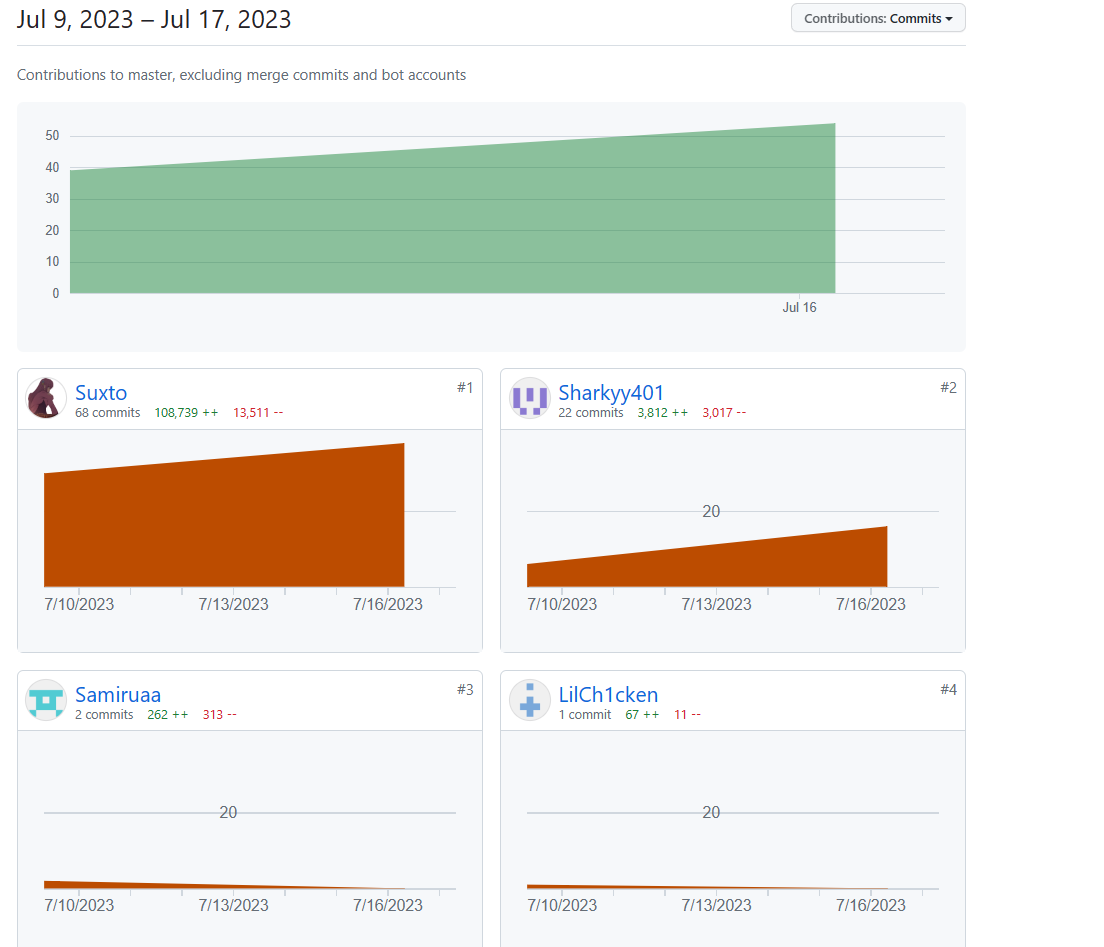 Jul 9, 2023 – Jul 17, 2023
Contributions: Commits
Contributions to master, excluding merge commits and bot accounts
50
40
30
20
10
0
Jul 16
Suxto
#1
68 commits 108,739 ++ 13,511 --
7/10/2023 7/13/2023 7/16/2023
Sharkyy401
#2
22 commits 3,812 ++ 3,017 --
20
7/10/2023 7/13/2023 7/16/2023
Samiruaa
#3
2 commits 262 ++ 313 --
20
7/10/2023 7/13/2023 7/16/2023
LilCh1cken
#4
1 commit 67 ++ 11 --
20
7/10/2023 7/13/2023 7/16/2023